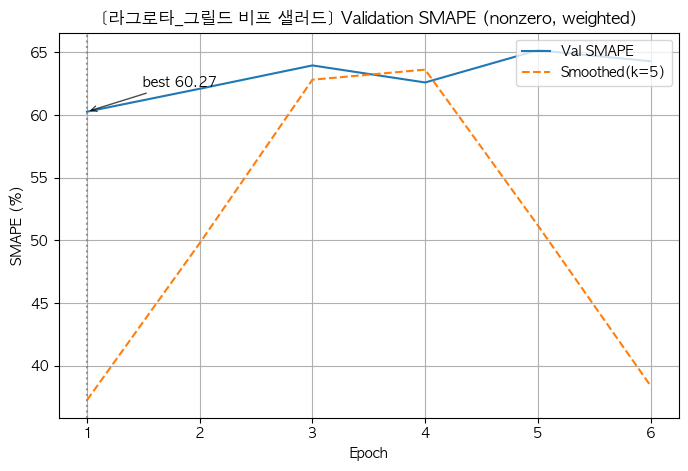 [라그로타_그릴드 비프 샐러드] Validation SMAPE (nonzero, weighted)
65
60
55
50
45
40
SMAPE (%)
best 60.27
Val SMAPE
Smoothed(k=5)
1
2
3
4
5
6
Epoch